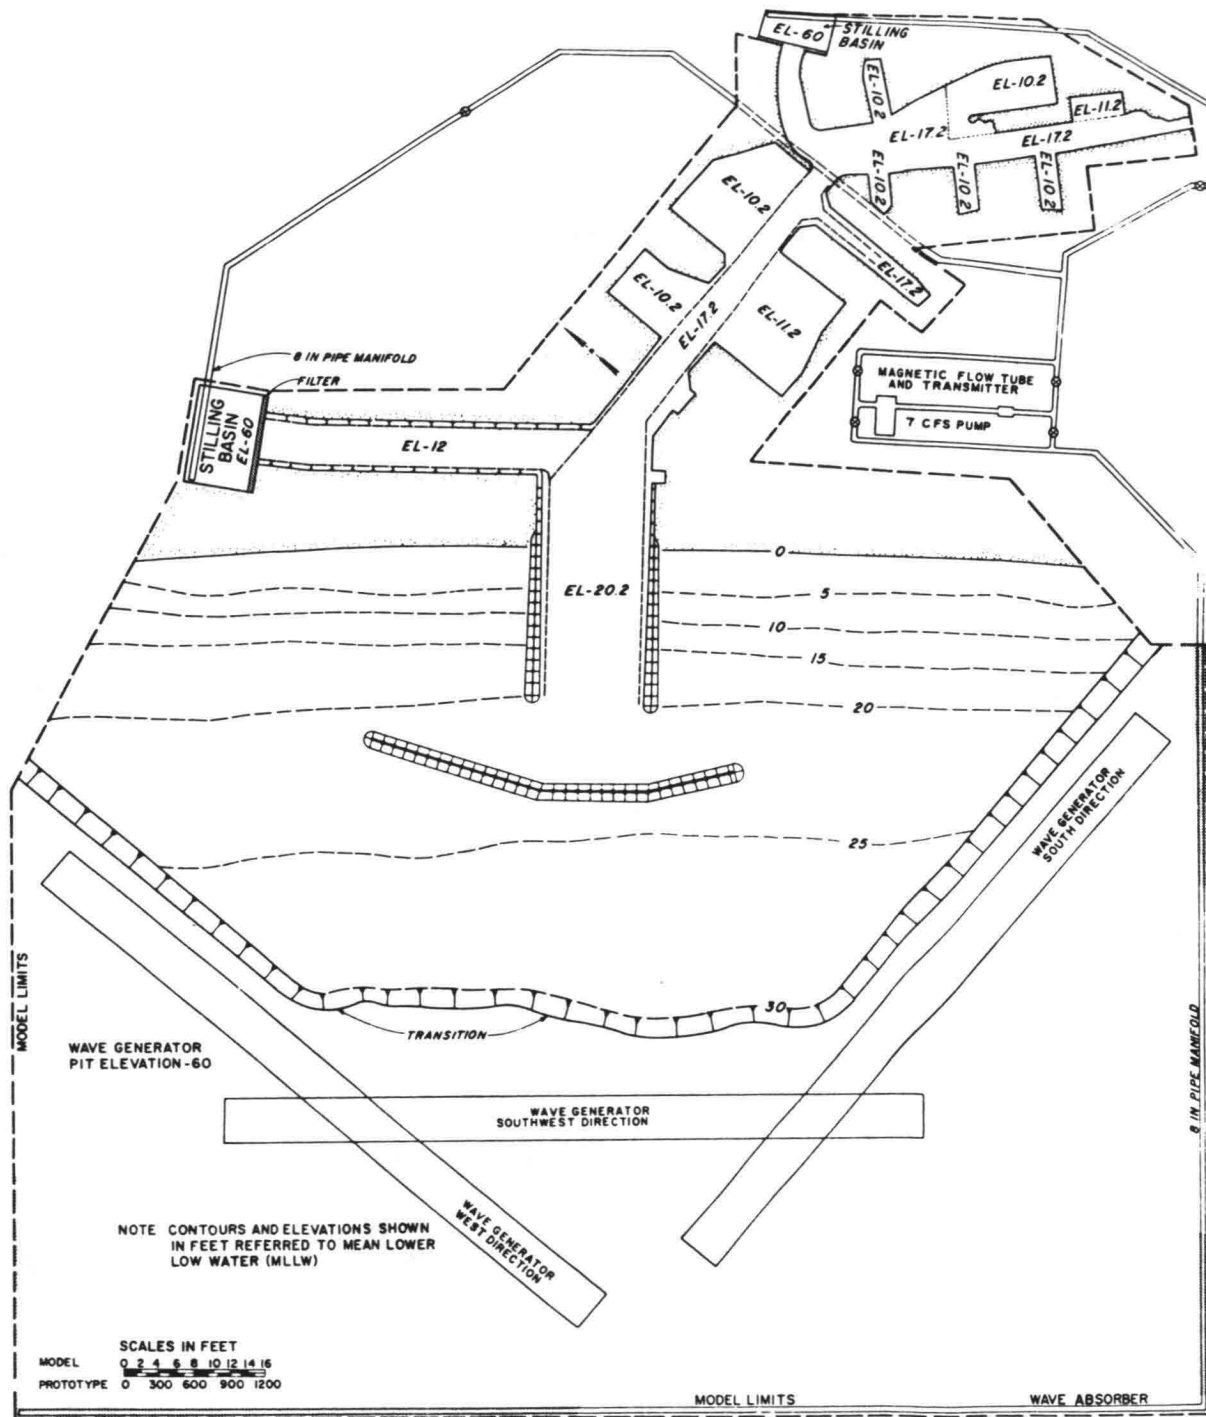 EL-60
STILLING
BASIN
EL-10.2
EL-10.2
EL-11.2
EL-17.2
EL-17.2
EL-10.2
EL-10.2
EL-10.2
EL-10.2
EL-17.2
EL-10.2
EL-17.2
EL-11.2
8 IN PIPE MANIFOLD
FILTER
STILLING
BASIN
EL-60
MAGNETIC FLOW TUBE
AND TRANSMITTER
7 CFS PUMP
EL-12
0
EL-20.2
5
10
15
20
25
WAVE GENERATOR
SOUTH DIRECTION
MODEL LIMITS
30
TRANSITION
8 IN PIPE MANIFOLD
WAVE GENERATOR
PIT ELEVATION-60
WAVE GENERATOR
SOUTHWEST DIRECTION
WAVE GENERATOR
WEST DIRECTION
NOTE CONTOURS AND ELEVATIONS SHOWN
IN FEET REFERRED TO MEAN LOWER
LOW WATER (MLLW)
SCALES IN FEET
MODEL 0 2 4 6 8 10 12 14 16
PROTOTYPE 0 300 600 900 1200
MODEL LIMITS
WAVE ABSORBER